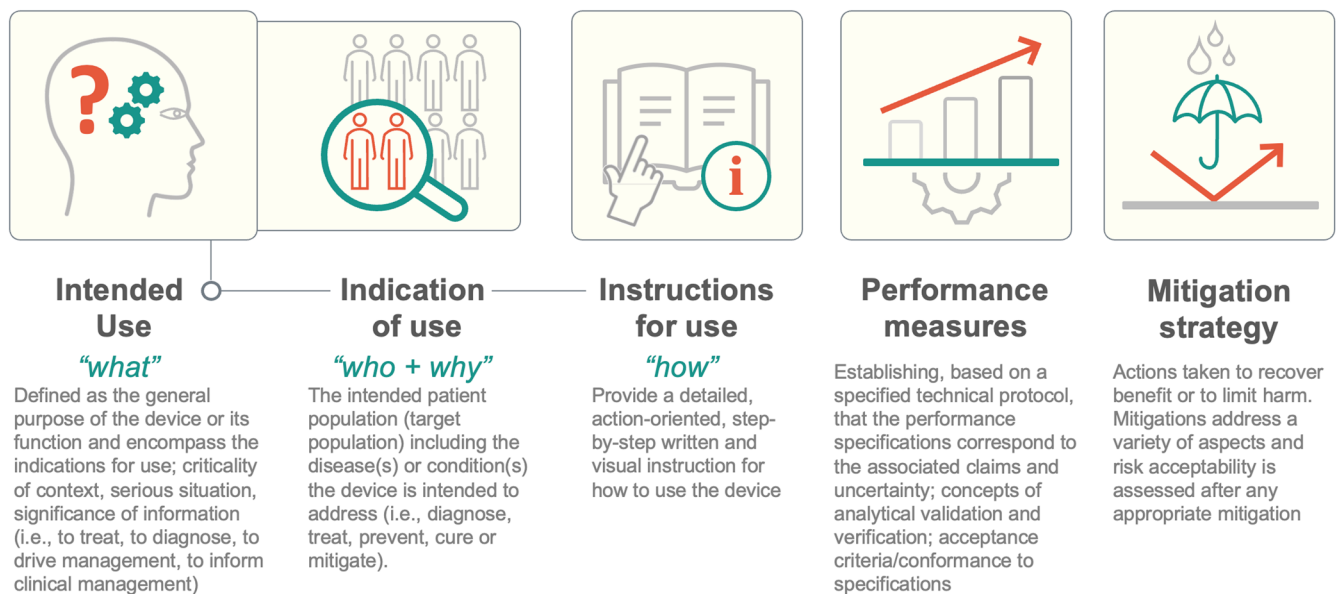 ?
i
Intended
Use
“what”
Defined as the general
purpose of the device or its
function and encompass the
indications for use; criticality
of context, serious situation,
significance of information
(i.e., to treat, to diagnose, to
drive management, to inform
clinical management)
Indication
of use
“who + why”
The intended patient
population (target
population) including the
disease(s) or condition(s)
the device is intended to
address (i.e., diagnose,
treat, prevent, cure or
mitigate).
Instructions
for use
“how”
Provide a detailed,
action-oriented, step-
by-step written and
visual instruction for
how to use the device
Performance
measures
Establishing, based on a
specified technical protocol,
that the performance
specifications correspond to
the associated claims and
uncertainty; concepts of
analytical validation and
verification; acceptance
criteria/conformance to
specifications
Mitigation
strategy
Actions taken to recover
benefit or to limit harm.
Mitigations address a
variety of aspects and
risk acceptability is
assessed after any
appropriate mitigation